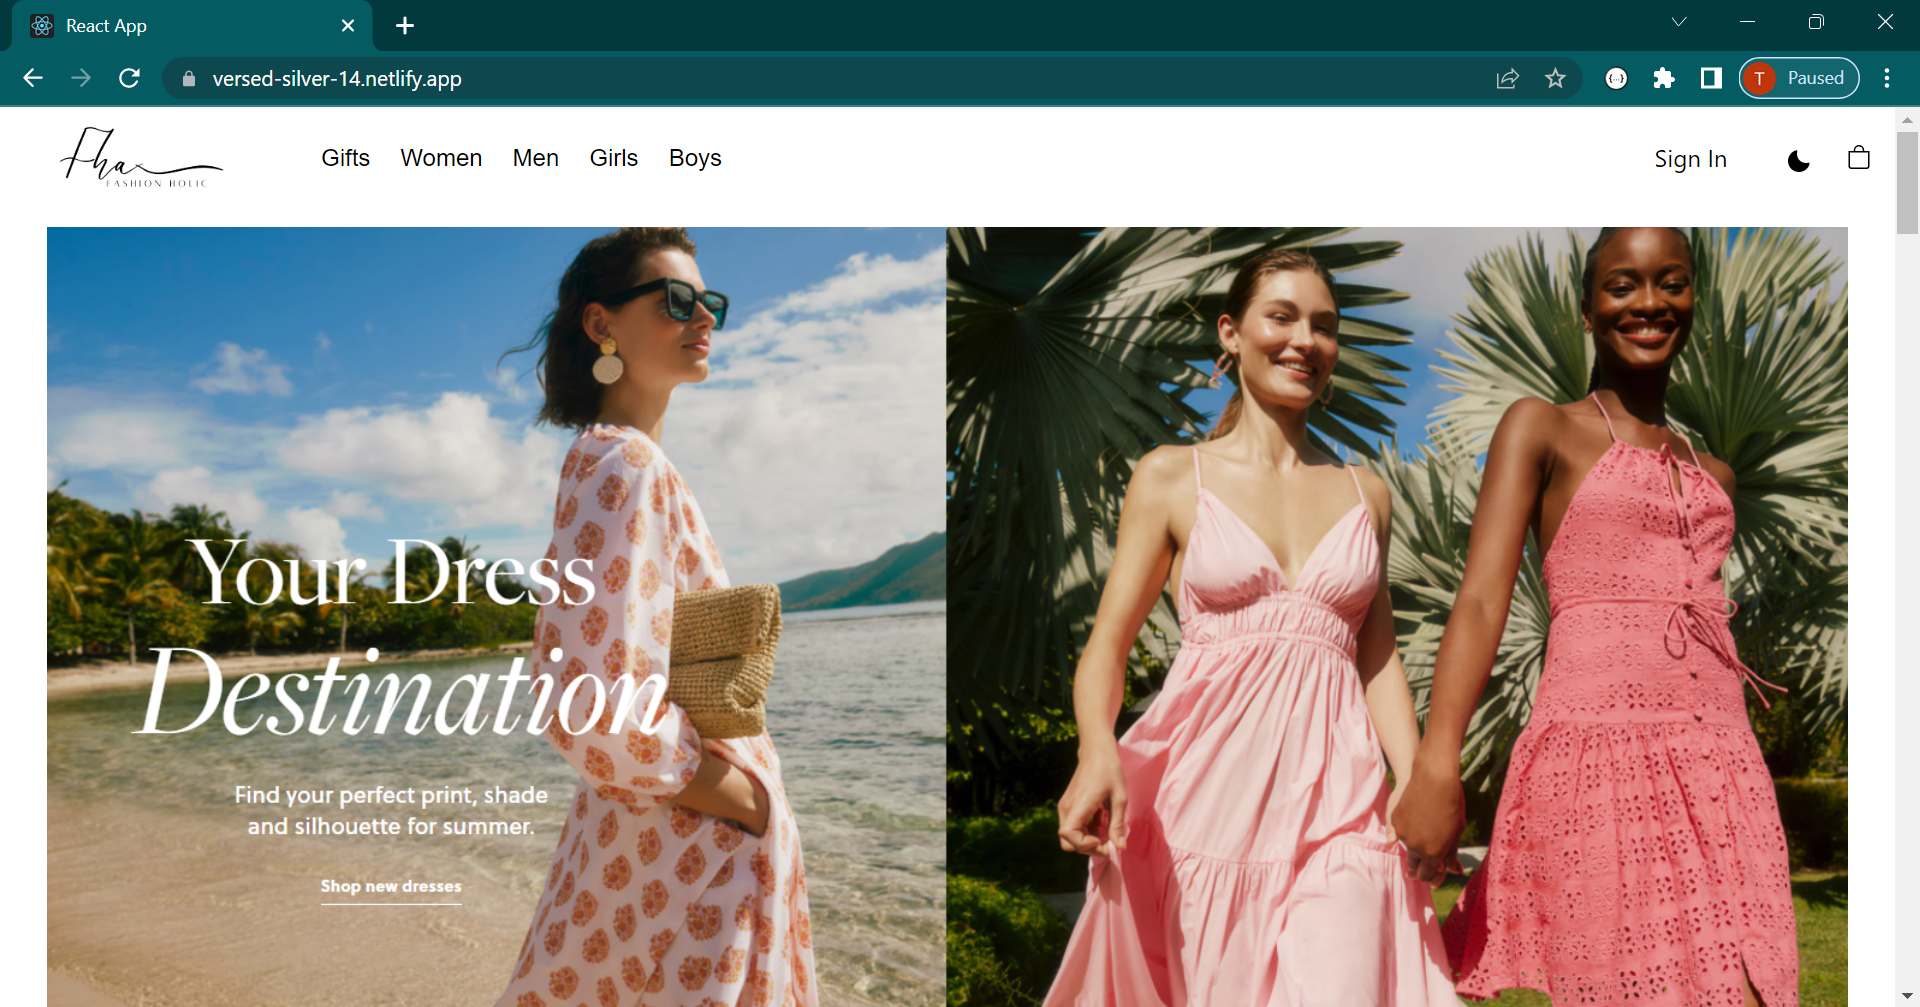 React App
versed-silver-14.netlify.app
T Paused
Fha
FASHION HOLIC
Gifts Women Men Girls Boys
Sign In
Your Dress
Destination
Find your perfect print, shade
and silhouette for summer.
Shop new dresses